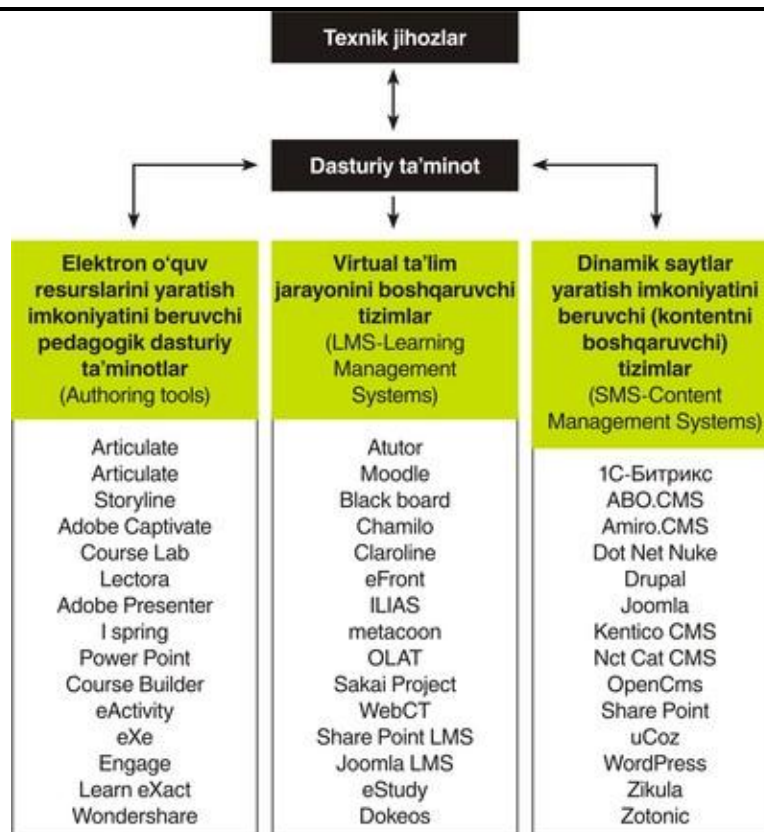 Texnik jihozlar
Dasturiy ta’minot
Elektron o‘quv
resurslarini yaratish
imkoniyatini beruvchi
pedagogik dasturiy
ta’minotlar
(Authoring tools)
Articulate
Articulate
Storyline
Adobe Captivate
Course Lab
Lectora
Adobe Presenter
I spring
Power Point
Course Builder
eActivity
eXe
Engage
Learn eXact
Wondershare
Virtual ta’lim
jarayonini boshqaruvchi
tizimlar
(LMS-Learning
Management
Systems)
Atutor
Moodle
Black board
Chamilo
Claroline
eFront
ILIAS
metacoon
OLAT
Sakai Project
WebCT
Share Point LMS
Joomla LMS
eStudy
Dokeos
Dinamik saytlar
yaratish imkoniyatini
beruvchi (kontentni
boshqaruvchi)
tizimlar
(SMS-Content
Management Systems)
1С-Битрикс
ABO.CMS
Amiro.CMS
Dot Net Nuke
Drupal
Joomla
Kentico CMS
Nct Cat CMS
OpenCms
Share Point
uCoz
WordPress
Zikula
Zotonic